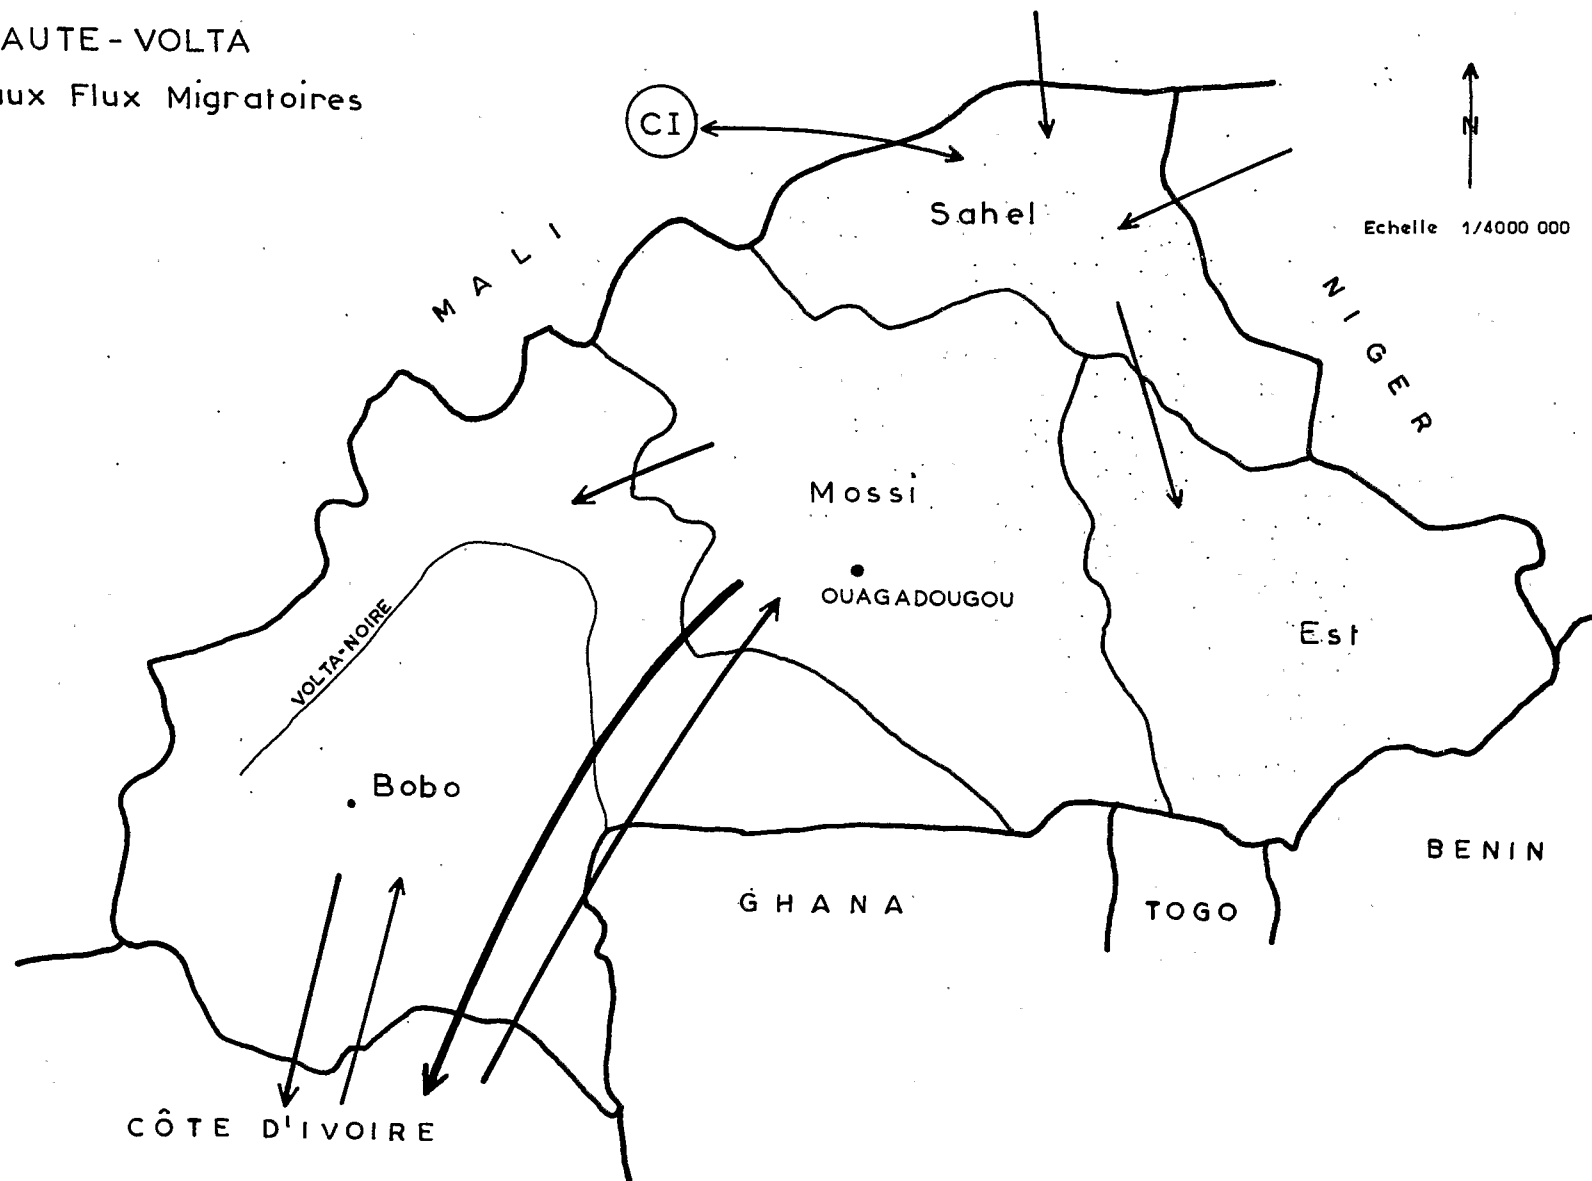 AUTE-VOLTA
aux Flux Migratoires
CI
N
Sahel
Echelle 1/4000 000
MALI
NIGER
Mossi
OUAGADOUGOU
Est
VOLTA-NOIRE
Bobo
BENIN
GHANA
TOGO
CÔTE D'IVOIRE